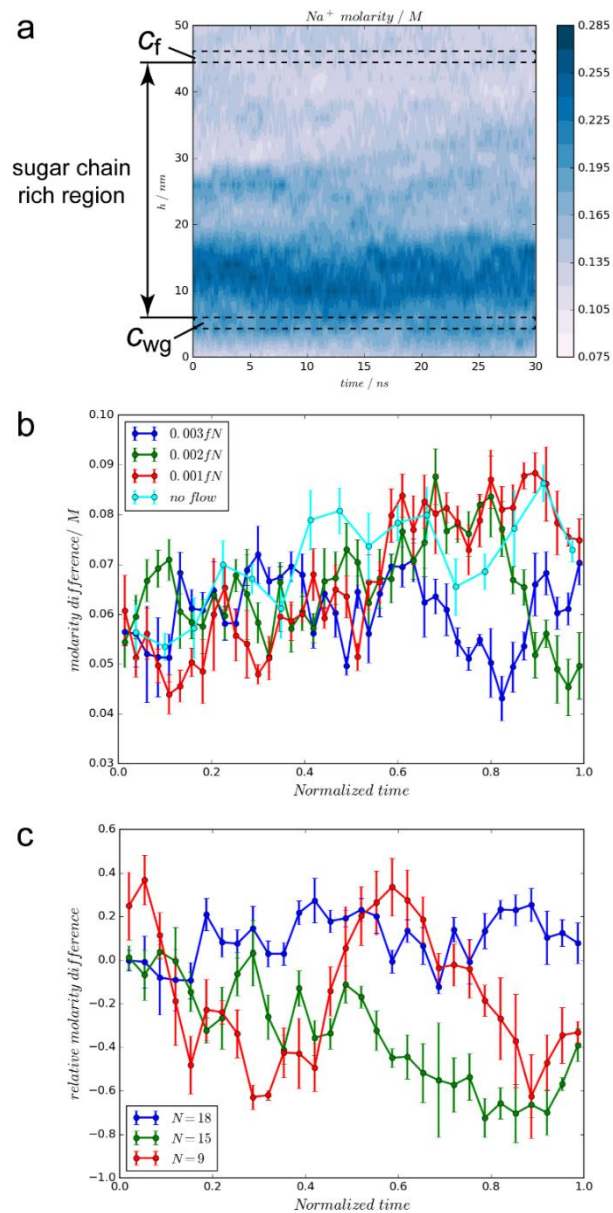 a
Na+ molarity / M
cf
sugar chain
rich region
cwg
h / nm
50
40
30
20
10
0
0 5 10 15 20 25 30
time / ns
0.285
0.255
0.225
0.195
0.165
0.135
0.105
0.075
b
0.003fN
0.002fN
0.001fN
no flow
molarity difference/ M
0.10
0.09
0.08
0.07
0.06
0.05
0.04
0.03
0.0 0.2 0.4 0.6 0.8 1.0
Normalized time
c
relative molarity difference
0.6
0.4
0.2
0.0
−0.2
−0.4
−0.6
−0.8
−1.0
N = 18
N = 15
N = 9
0.0 0.2 0.4 0.6 0.8 1.0
Normalized time